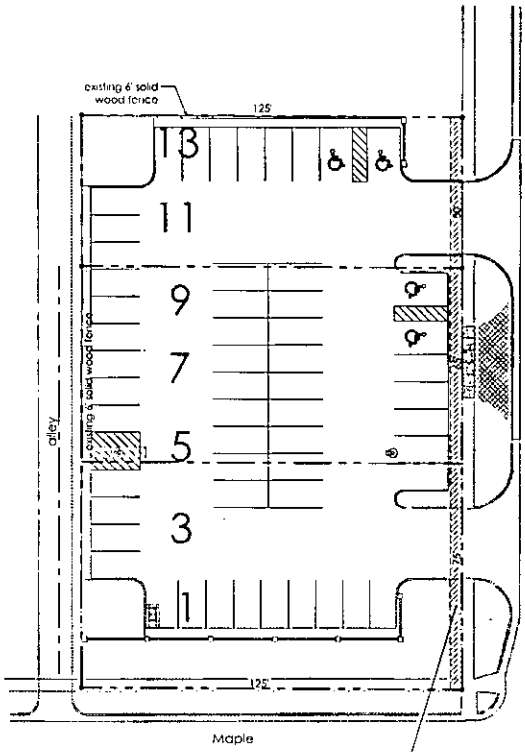 existing 6' solid
wood fence
125'
13
11
9
7
5
3
1
alley
existing 6' solid wood fence
75'
125'
Maple